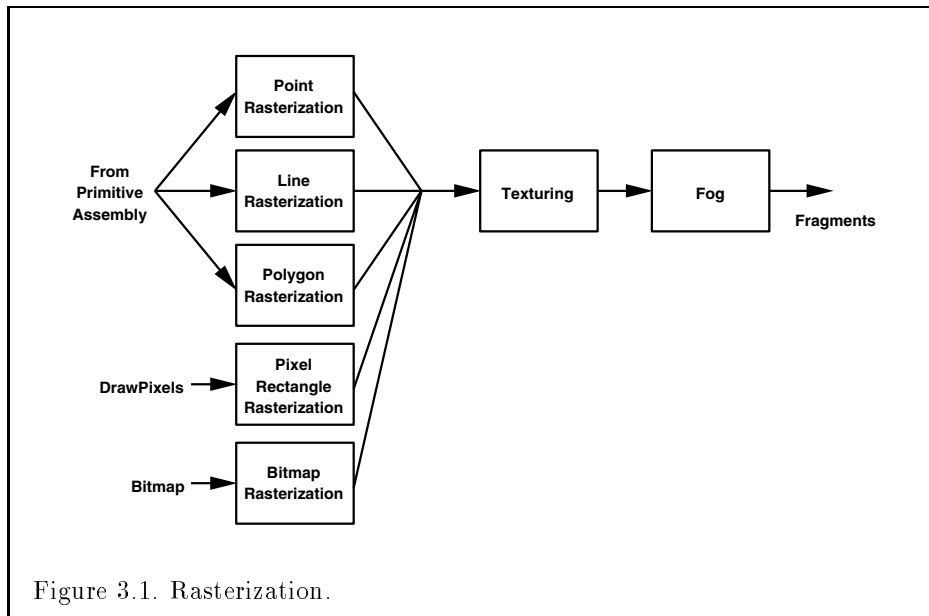 Point
Rasterization
From
Primitive
Assembly
Line
Rasterization
Texturing
Fog
Fragments
Polygon
Rasterization
DrawPixels
Pixel
Rectangle
Rasterization
Bitmap
Bitmap
Rasterization
Figure 3.1. Rasterization.